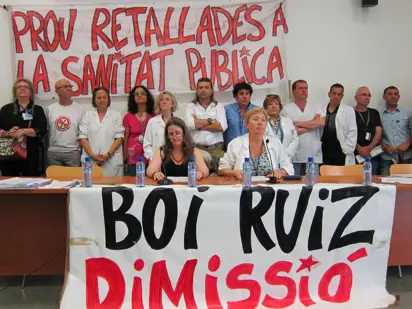 PROU RETALLADES A
LA SANITAT PÚBLICA
BOI RUIZ
DIMISSIÓ